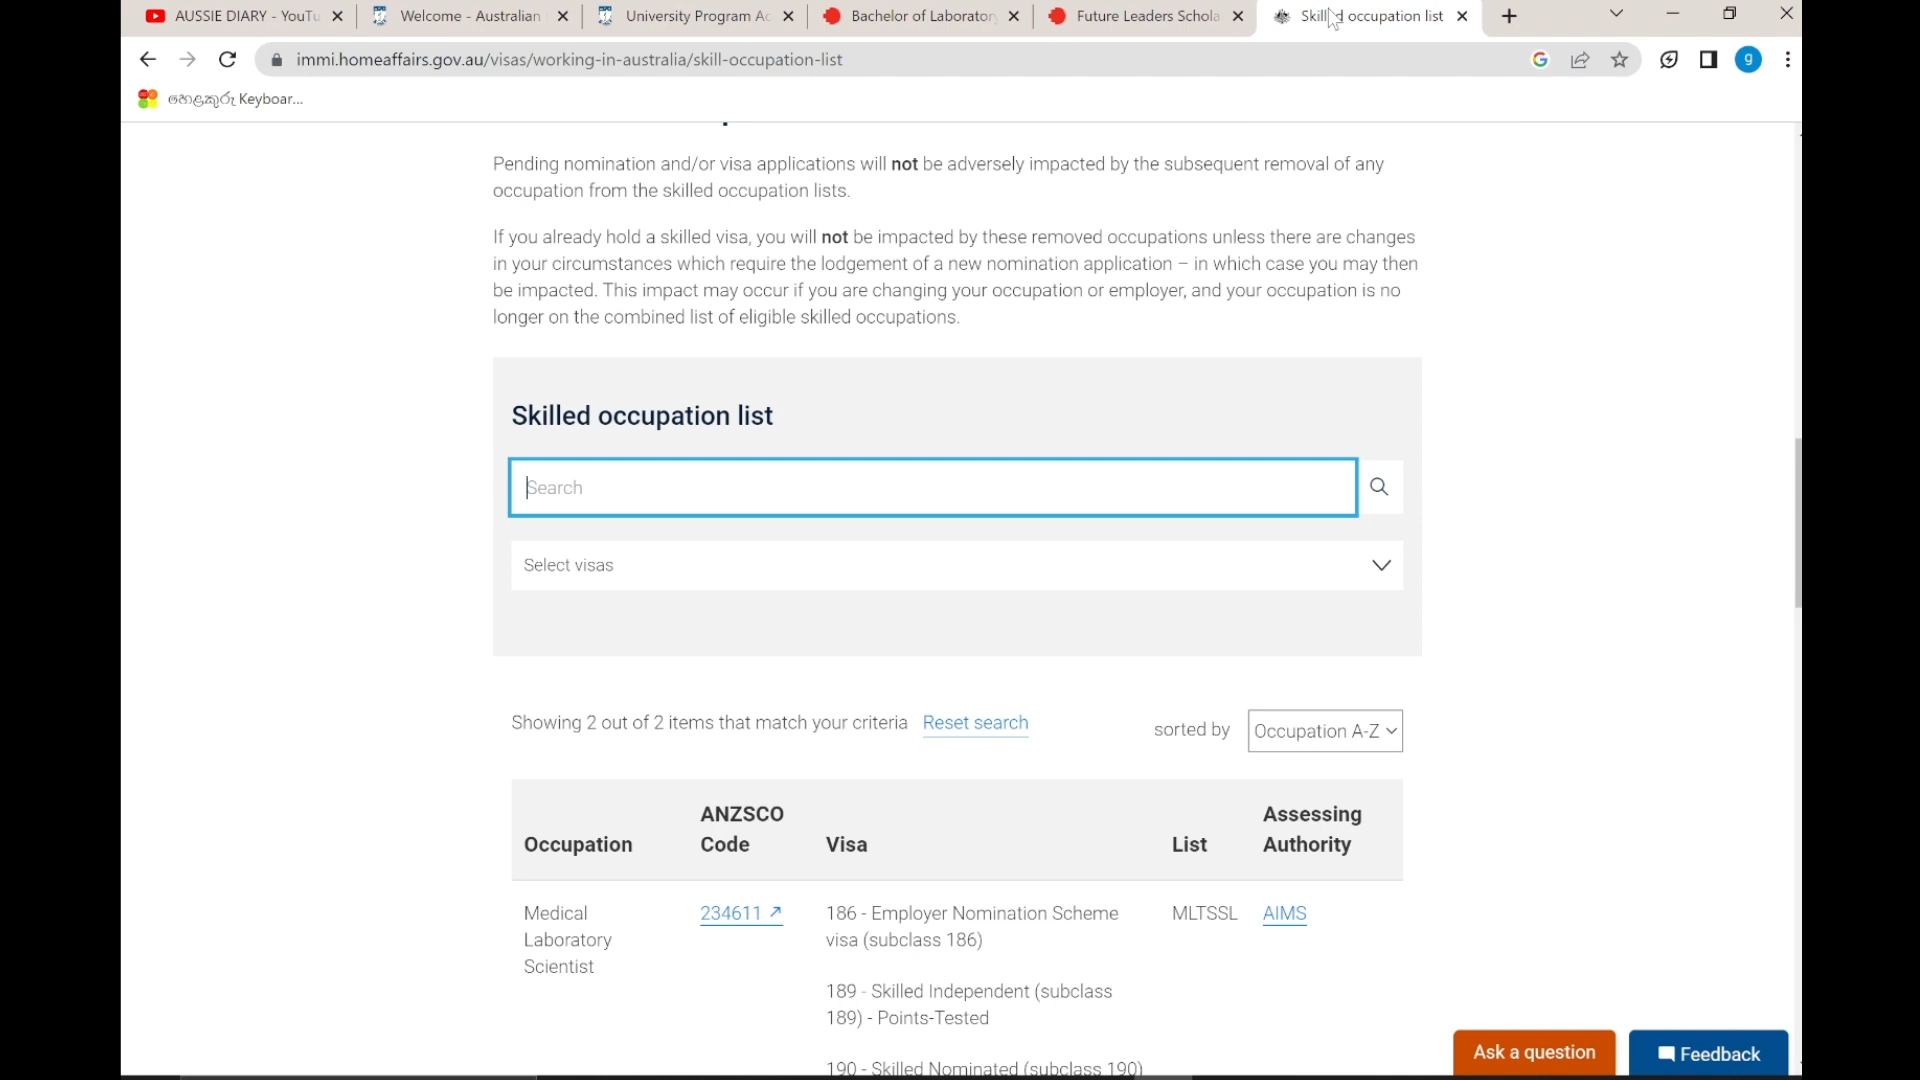 AUSSIE DIARY - YouTu
Welcome - Australian
University Program Ac
Bachelor of Laboratory
Future Leaders Schola
Skilled occupation list
immi.homeaffairs.gov.au/visas/working-in-australia/skill-occupation-list
g
හෙළකුරු Keyboar...
Pending nomination and/or visa applications will not be adversely impacted by the subsequent removal of any
occupation from the skilled occupation lists.
If you already hold a skilled visa, you will not be impacted by these removed occupations unless there are changes
in your circumstances which require the lodgement of a new nomination application – in which case you may then
be impacted. This impact may occur if you are changing your occupation or employer, and your occupation is no
longer on the combined list of eligible skilled occupations.
Skilled occupation list
Search
Select visas
Showing 2 out of 2 items that match your criteria Reset search
sorted by Occupation A-Z
Occupation ANZSCO Code Visa List Assessing Authority
Medical 234611 186 - Employer Nomination Scheme MLTSSL AIMS
Laboratory visa (subclass 186)
Scientist
189 - Skilled Independent (subclass
189) - Points-Tested
190 - Skilled Nominated (subclass 190)
Ask a question
Feedback